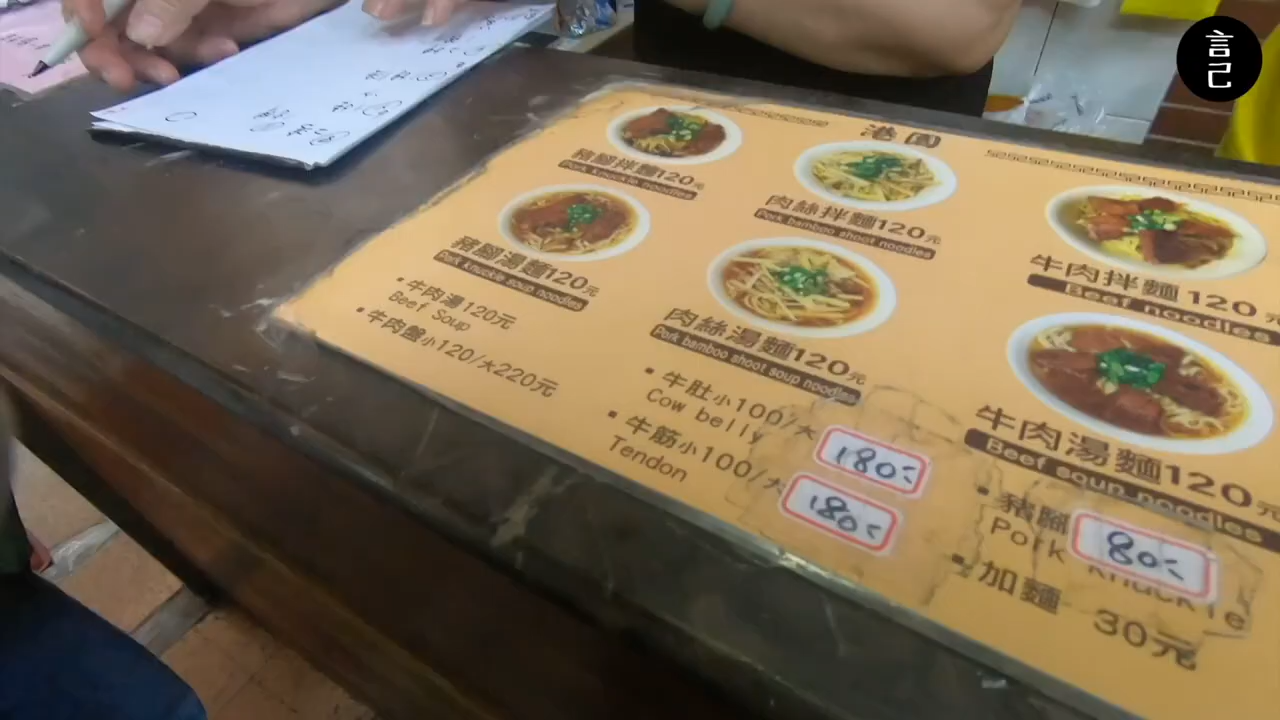 言己
港園
豬腳拌麵120元
Pork knuckle noodles
肉絲拌麵120元
Pork bamboo shoot noodles
牛肉拌麵120元
Beef noodles
豬腳湯麵120元
Pork knuckle soup noodles
肉絲湯麵120元
Pork bamboo shoot soup noodles
牛肉湯麵120元
Beef soup noodles
•牛肉湯120元
Beef Soup
•牛肉盤小120/大220元
•牛肚小100/大180
Cow belly
•牛筋小100/大180
Tendon
•豬腳 80
Pork knuckle
•加麵 30元